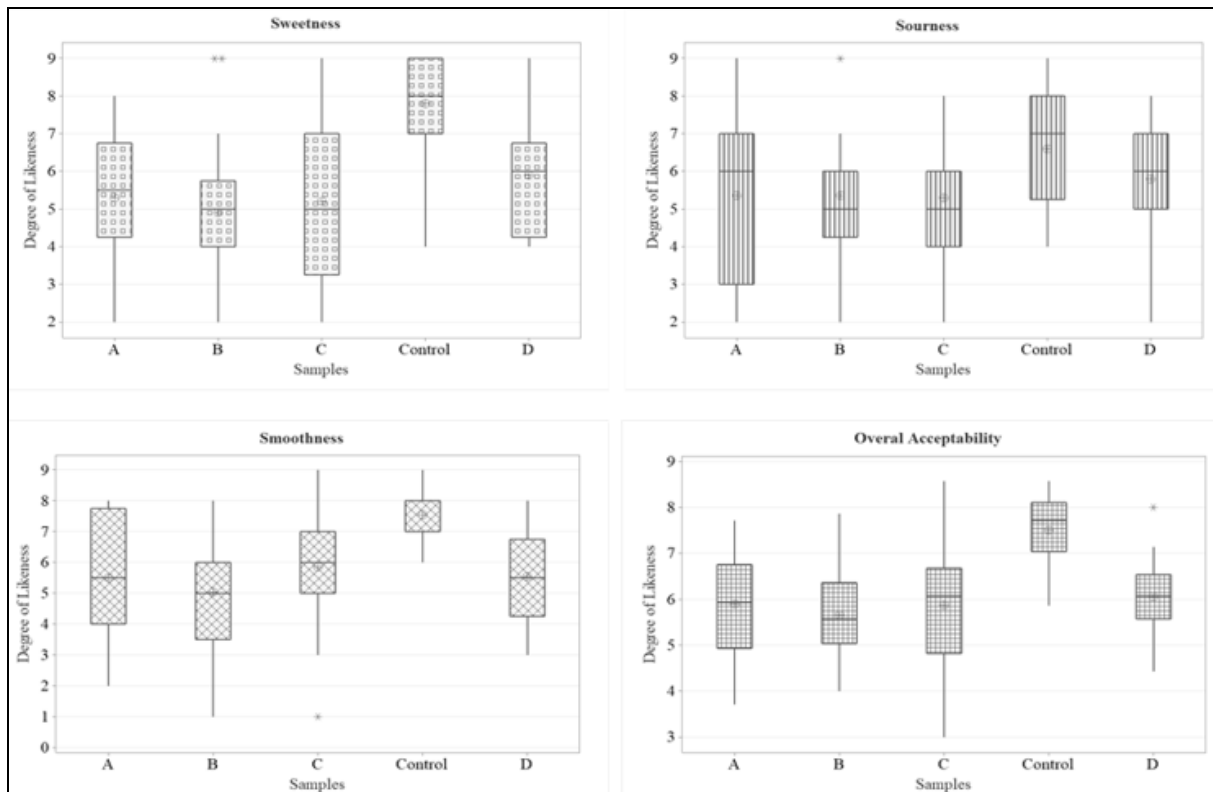 Sweetness
Degree of Likeness
9
8
7
6
5
4
3
2
A B C Control D
Samples
Sourness
Degree of Likeness
9
8
7
6
5
4
3
2
A B C Control D
Samples
Smoothness
Degree of Likeness
9
8
7
6
5
4
3
2
1
0
A B C Control D
Samples
Overal Acceptability
Degree of Likeness
9
8
7
6
5
4
3
A B C Control D
Samples